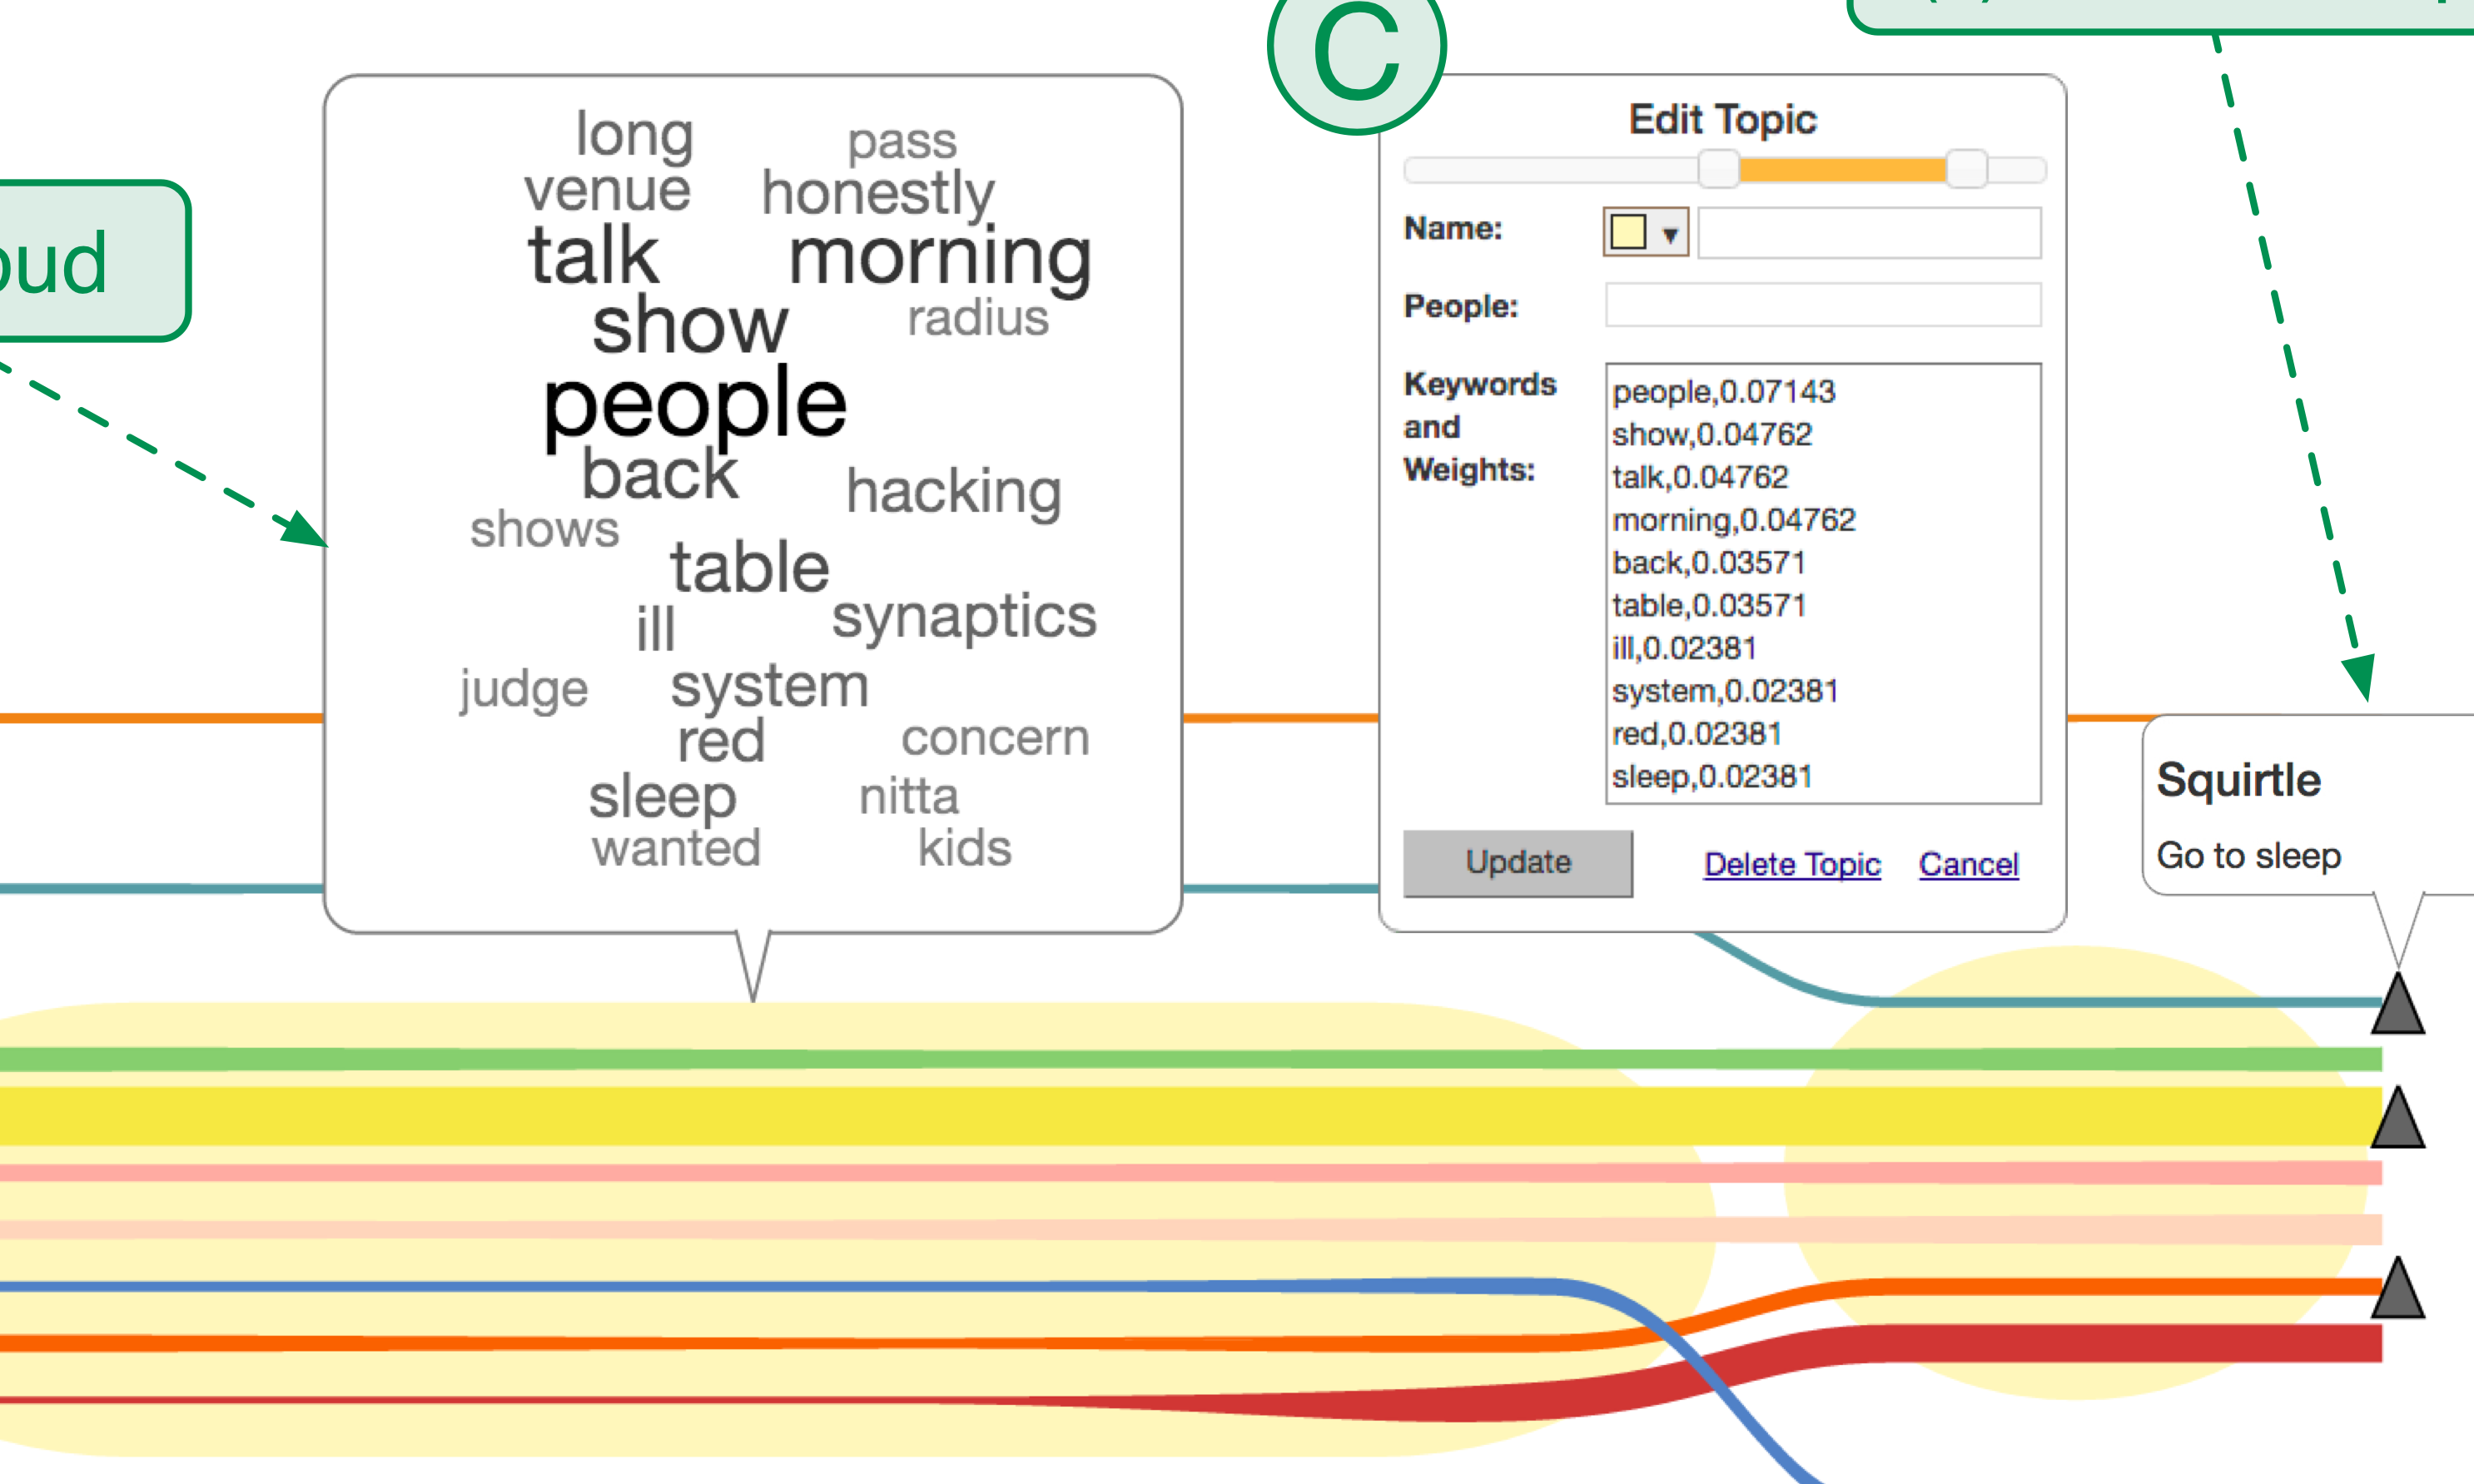 C
oud
long pass
venue honestly
talk morning
show radius
people
back hacking
shows
table
ill synaptics
judge system
red concern
sleep nitta
wanted kids
Edit Topic
Name:
People:
Keywords
and
Weights:
people,0.07143
show,0.04762
talk,0.04762
morning,0.04762
back,0.03571
table,0.03571
ill,0.02381
system,0.02381
red,0.02381
sleep,0.02381
Update Delete Topic Cancel
Squirtle
Go to sleep